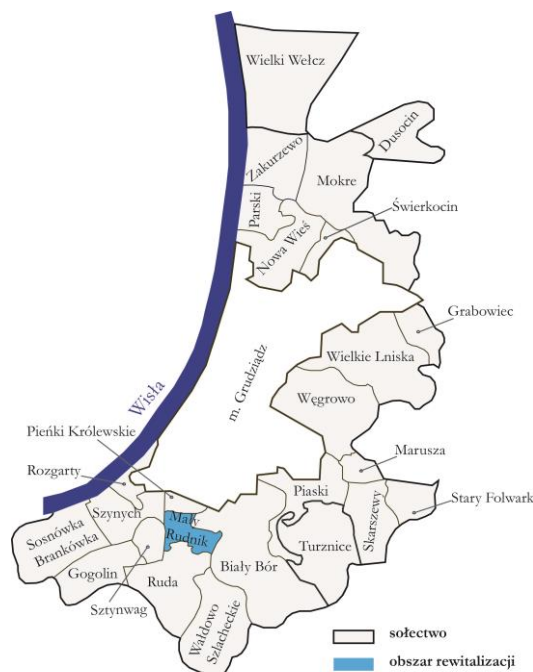 Wielki Wełcz
Dusocin
Zakurzewo
Mokre
Parski
Świerkocin
Nowa Wieś
Grabowiec
Wielkie Lniska
m. Grudziądz
Węgrowo
Wisła
Pieńki Królewskie
Marusza
Rozgarty
Piaski
Stary Folwark
Szynych
Mały
Rudnik
Skarszewy
Sosnówka
Brankówka
Turznice
Biały Bór
Gogolin
Ruda
Sztynwag
Wałdowo
Szlacheckie
sołectwo
obszar rewitalizacji